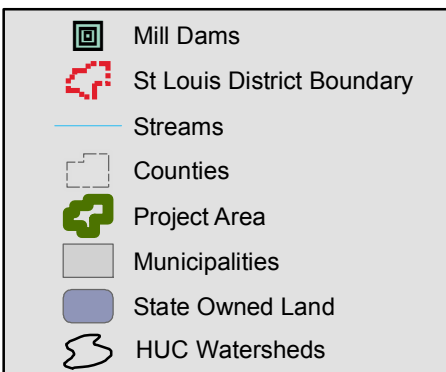 Mill Dams
St Louis District Boundary
Streams
Counties
Project Area
Municipalities
State Owned Land
HUC Watersheds